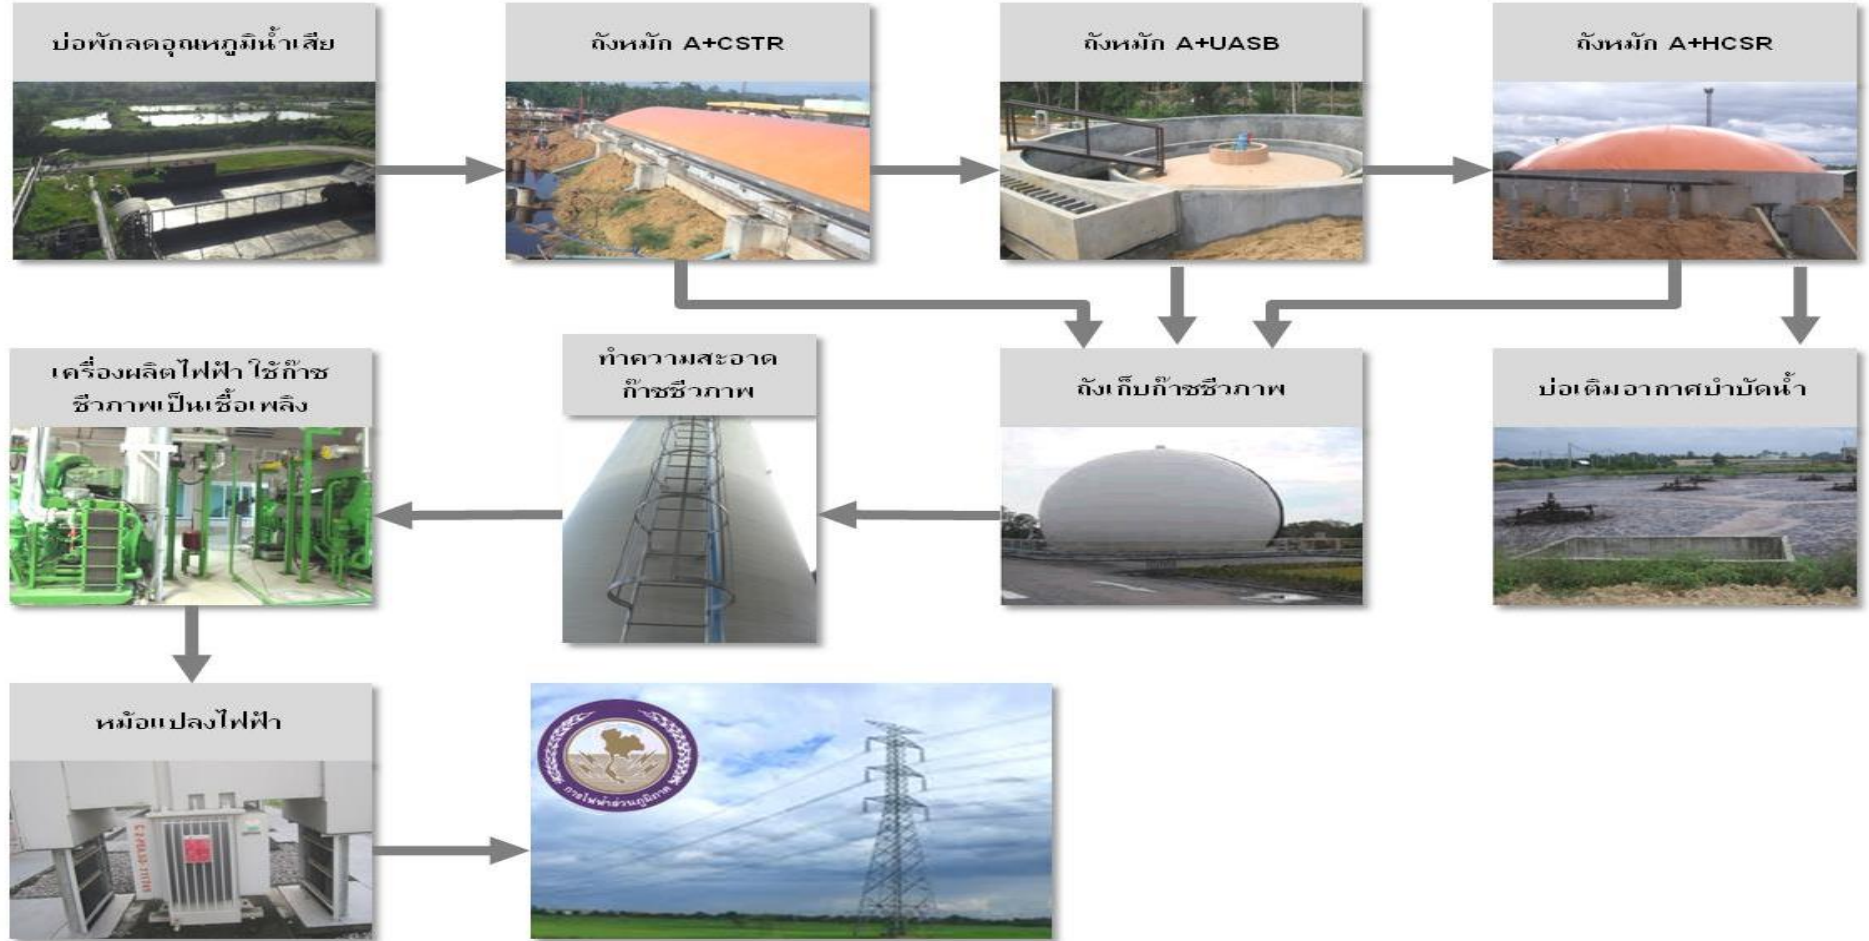 บ่อพักลดอุณหภูมิน้ำเสีย
ถังหมัก A+CSTR
ถังหมัก A+UASB
ถังหมัก A+HCSR
เครื่องผลิตไฟฟ้า ใช้ก๊าซ
ชีวภาพเป็นเชื้อเพลิง
ทำความสะอาด
ก๊าซชีวภาพ
ถังเก็บก๊าซชีวภาพ
บ่อเติมอากาศบำบัดน้ำ
หม้อแปลงไฟฟ้า
การไฟฟ้าส่วนภูมิภาค